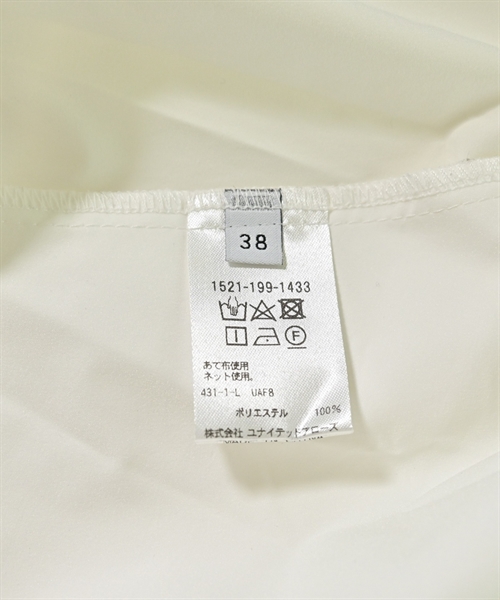 38
1521-199-1433
F
あて布使用
ネット使用。
431-1-L UAF8
ポリエステル 100%
株式会社 ユナイテッドアローズ